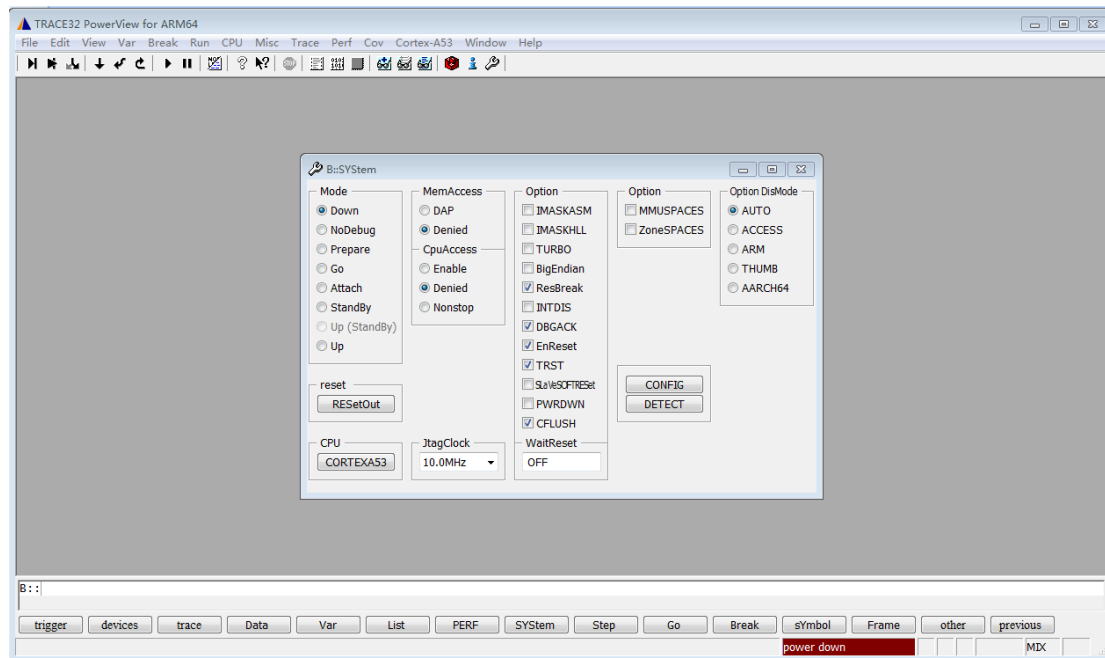 TRACE32 PowerView for ARM64
File Edit View Var Break Run CPU Misc Trace Perf Cov Cortex-A53 Window Help
B::SYStem
Mode
Down
NoDebug
Prepare
Go
Attach
StandBy
Up (StandBy)
Up
reset
RESetOut
CPU
CORTEXA53
MemAccess
DAP
Denied
CpuAccess
Enable
Denied
Nonstop
JtagClock
10.0MHz
Option
IMASKASM
IMASKHLL
TURBO
BigEndian
ResBreak
INTDIS
DBGACK
EnReset
TRST
SLaVeSOFTRESet
PWRDWN
CFLUSH
WaitReset
OFF
Option
MMUSPACES
ZoneSPACES
CONFIG
DETECT
Option DisMode
AUTO
ACCESS
ARM
THUMB
AARCH64
B::
trigger devices trace Data Var List PERF SYStem Step Go Break sYmbol Frame other previous
power down MIX